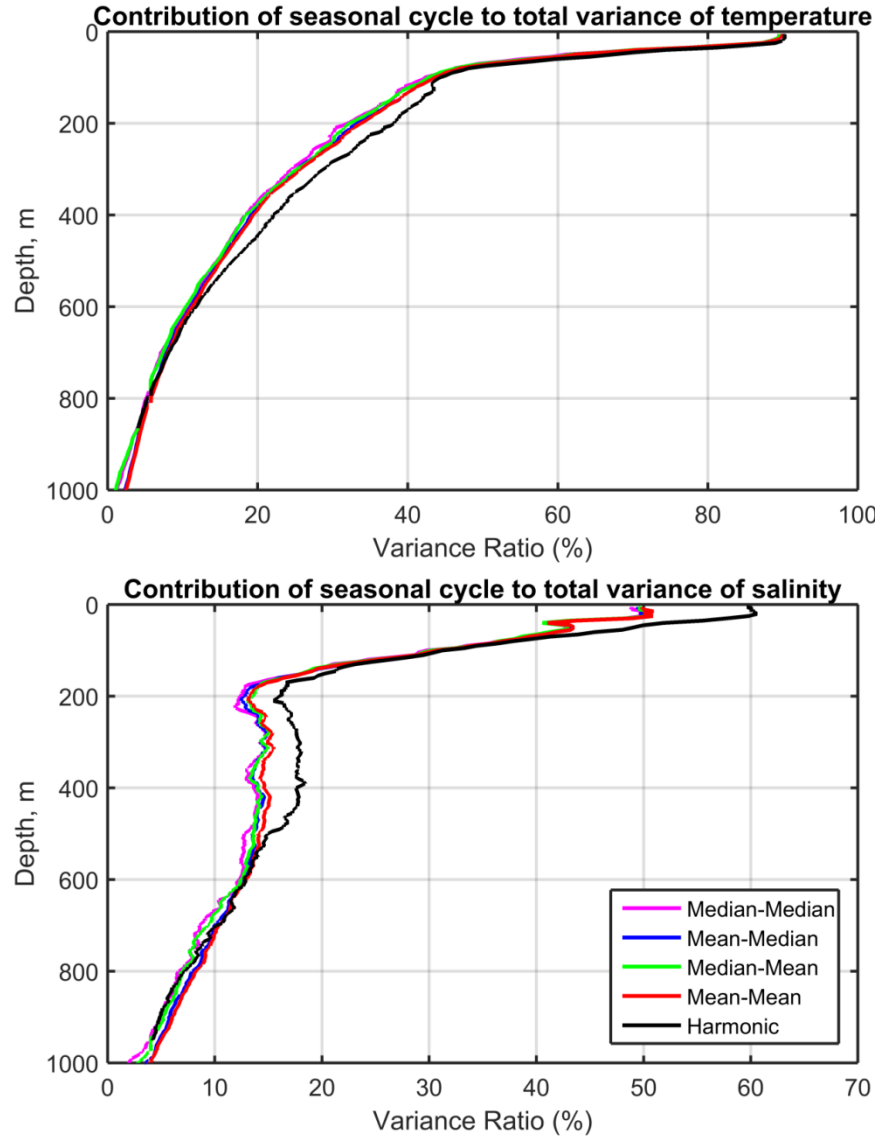 Contribution of seasonal cycle to total variance of temperature
0
200
400
600
800
1000
Depth, m
0 20 40 60 80 100
Variance Ratio (%)
Contribution of seasonal cycle to total variance of salinity
0
200
400
600
800
1000
Depth, m
Median-Median
Mean-Median
Median-Mean
Mean-Mean
Harmonic
0 10 20 30 40 50 60 70
Variance Ratio (%)